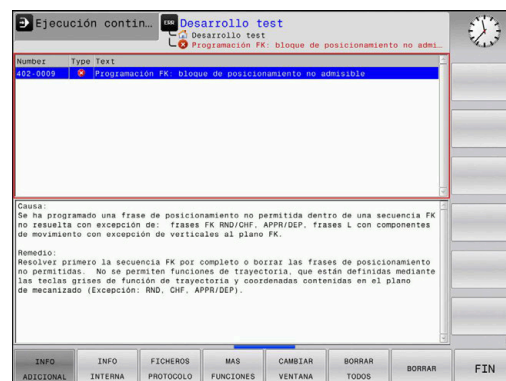 Ejecución contin…
ERR
Desarrollo test
Desarrollo test
Programación FK: bloque de posicionamiento no admi…
Number Type Text
402-0009 Programación FK: bloque de posicionamiento no admisible
Causa:
Se ha programado una frase de posicionamiento no permitida dentro de una secuencia FK
no resuelta con excepción de: frases FK RND/CHF, APPR/DEP, frases L con componentes
de movimiento con excepción de verticales al plano FK.
Remedio:
Resolver primero la secuencia FK por completo o borrar las frases de posicionamiento
no permitidas. No se permiten funciones de trayectoria, que están definidas mediante
las teclas grises de función de trayectoria y coordenadas contenidas en el plano
de mecanizado (Excepción: RND, CHF, APPR/DEP).
INFO
ADICIONAL
INFO
INTERNA
FICHEROS
PROTOCOLO
MAS
FUNCIONES
CAMBIAR
VENTANA
BORRAR
TODOS
BORRAR
FIN